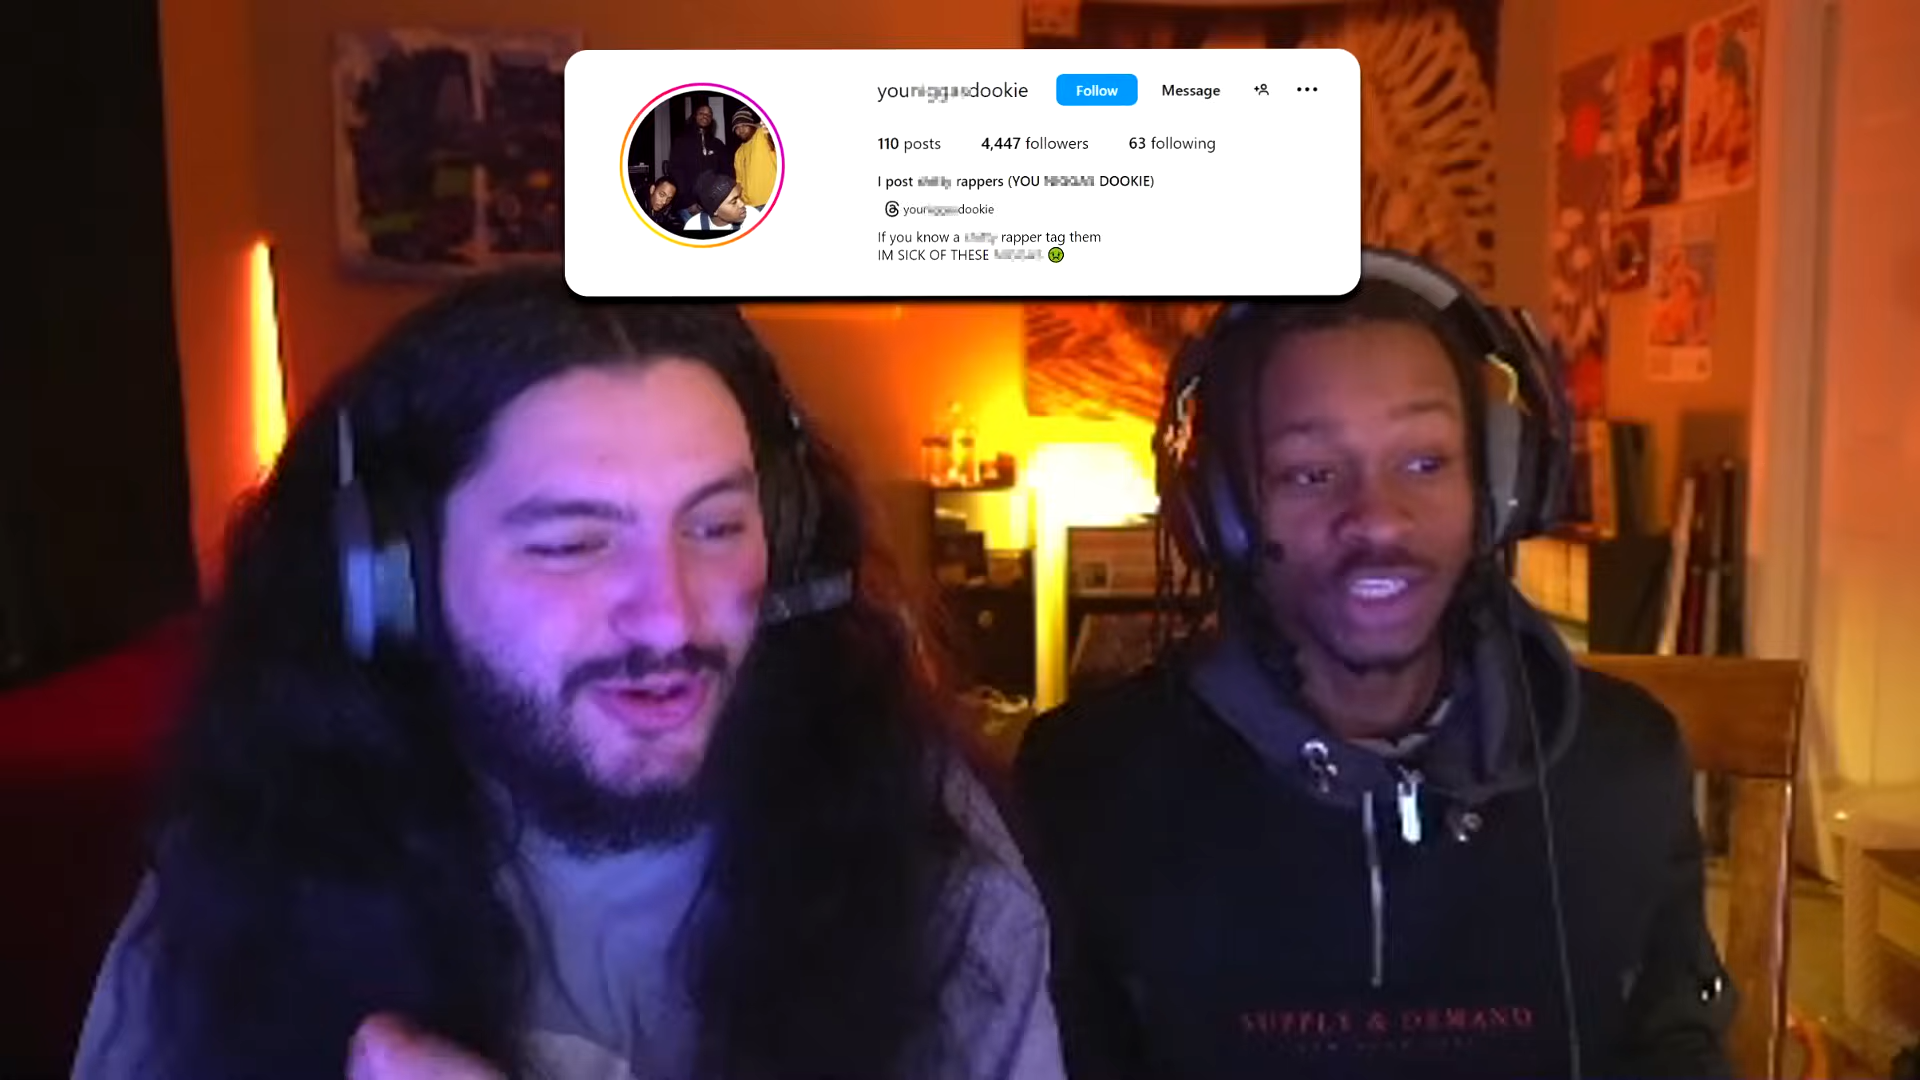 you dookie Follow Message
110 posts 4,447 followers 63 following
I post rappers (YOU DOOKIE)
your dookie
If you know a rapper tag them
IM SICK OF THESE 🤢
SUPPLY & DEMAND